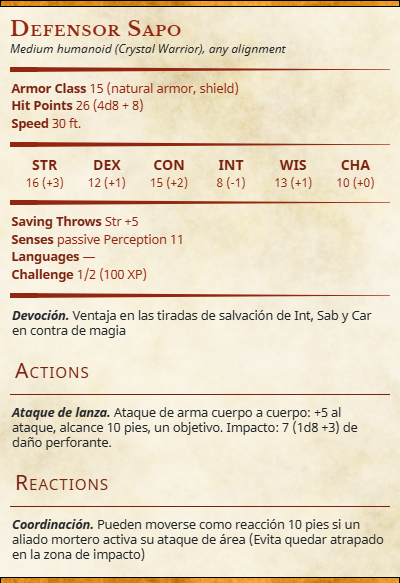 Defensor Sapo
Medium humanoid (Crystal Warrior), any alignment
Armor Class 15 (natural armor, shield)
Hit Points 26 (4d8 + 8)
Speed 30 ft.
STR DEX CON INT WIS CHA
16 (+3) 12 (+1) 15 (+2) 8 (-1) 13 (+1) 10 (+0)
Saving Throws Str +5
Senses passive Perception 11
Languages —
Challenge 1/2 (100 XP)
Devoción. Ventaja en las tiradas de salvación de Int, Sab y Car
en contra de magia
Actions
Ataque de lanza. Ataque de arma cuerpo a cuerpo: +5 al
ataque, alcance 10 pies, un objetivo. Impacto: 7 (1d8 +3) de
daño perforante.
Reactions
Coordinación. Pueden moverse como reacción 10 pies si un
aliado mortero activa su ataque de área (Evita quedar atrapado
en la zona de impacto)